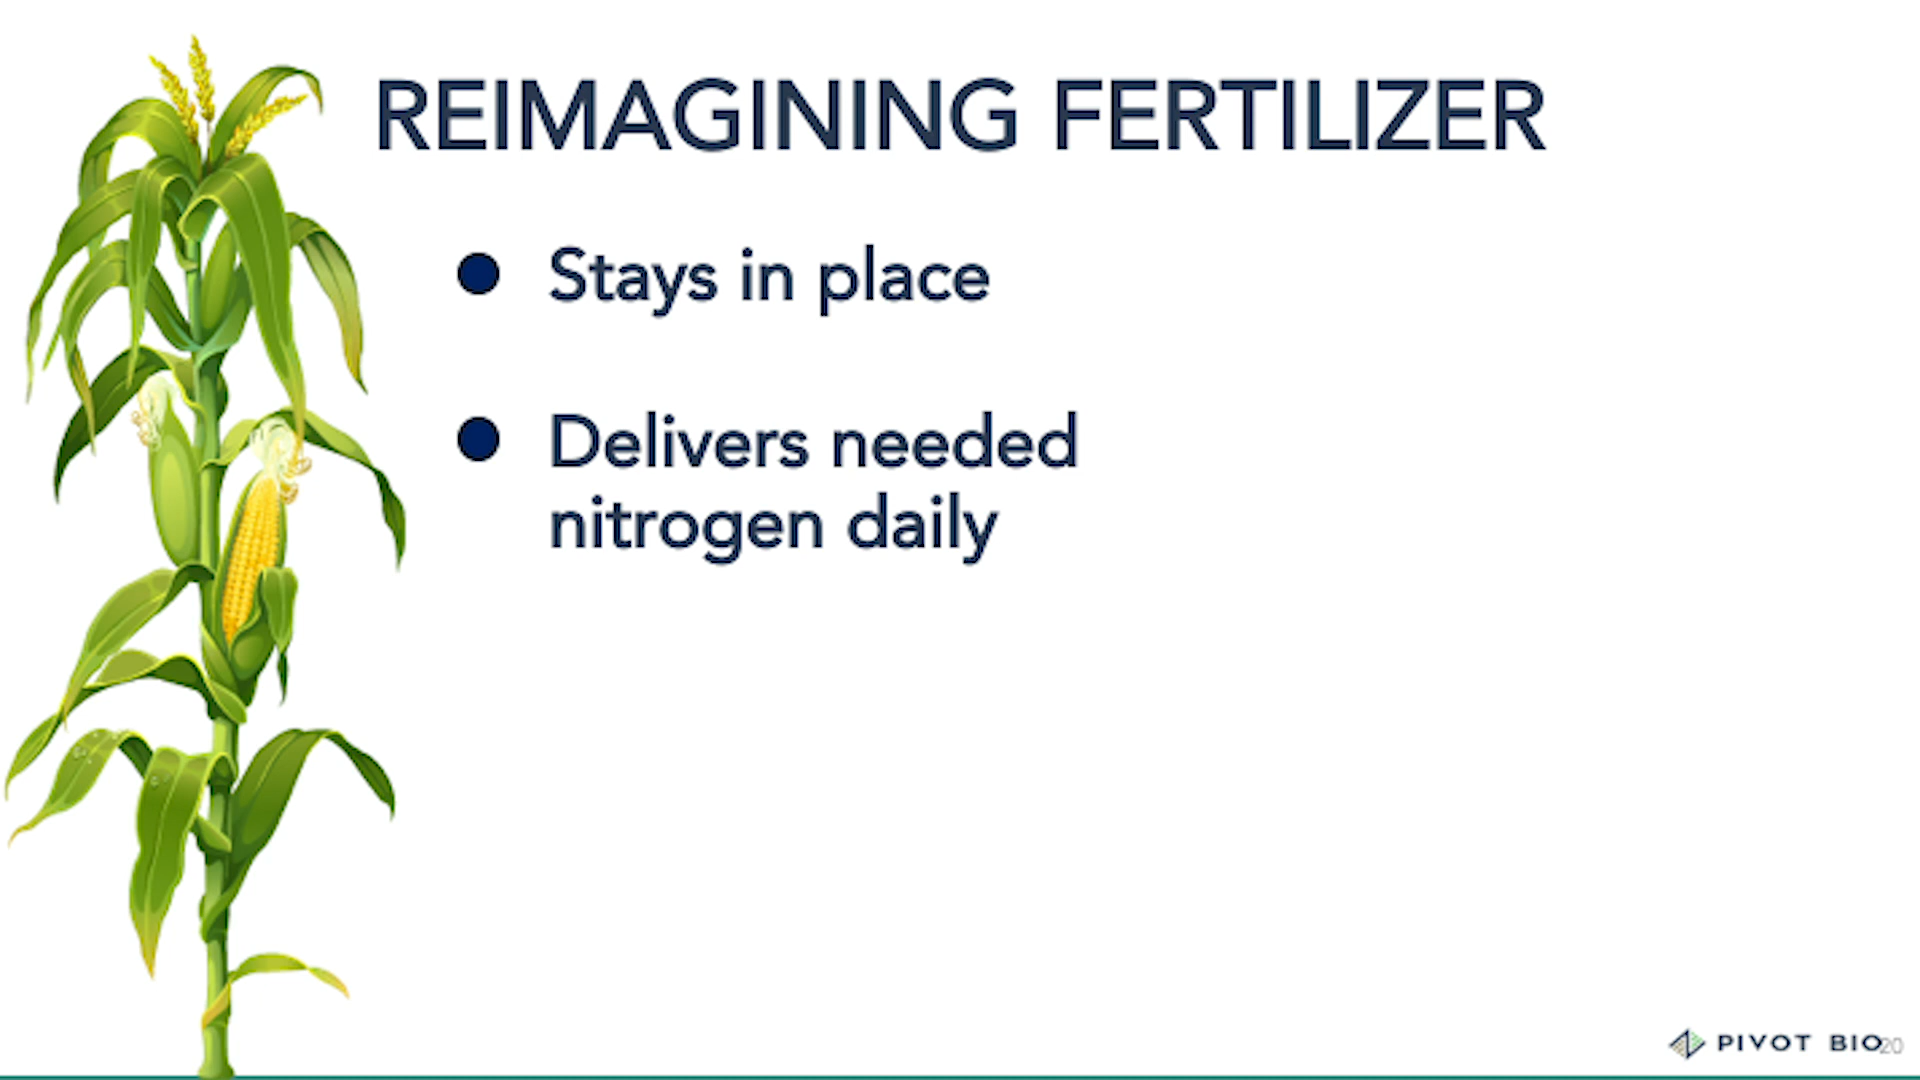 REIMAGINING FERTILIZER
● Stays in place
● Delivers needed
nitrogen daily
PIVOT BIO
20